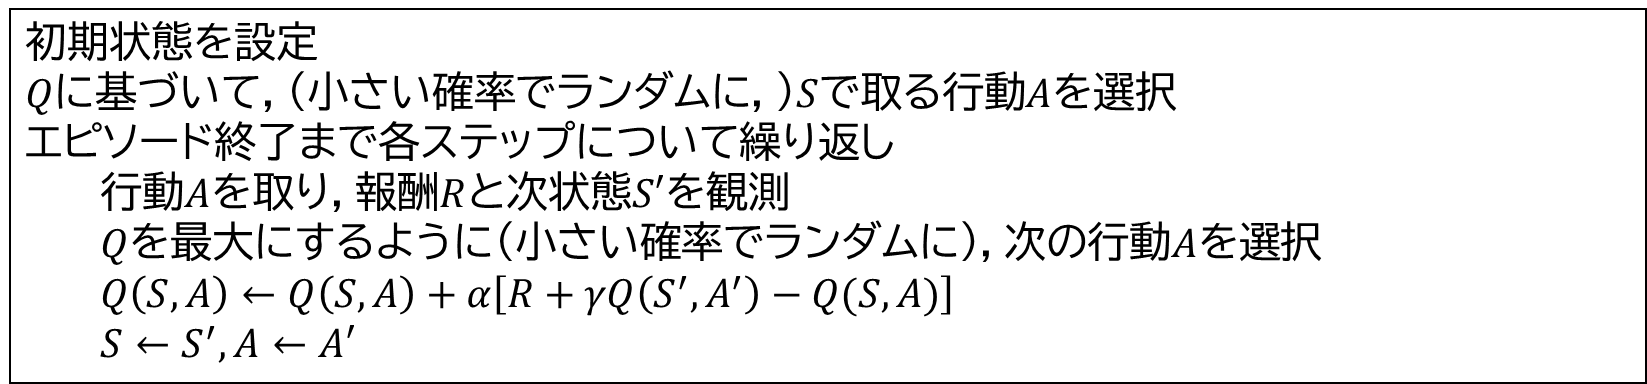 初期状態を設定
Qに基づいて，（小さい確率でランダムに，）Sで取る行動Aを選択
エピソード終了まで各ステップについて繰り返し
行動Aを取り，報酬Rと次状態S′を観測
Qを最大にするように（小さい確率でランダムに），次の行動Aを選択
Q(S, A) ← Q(S, A) + α[R + γQ(S′, A′) − Q(S, A)]
S ← S′, A ← A′